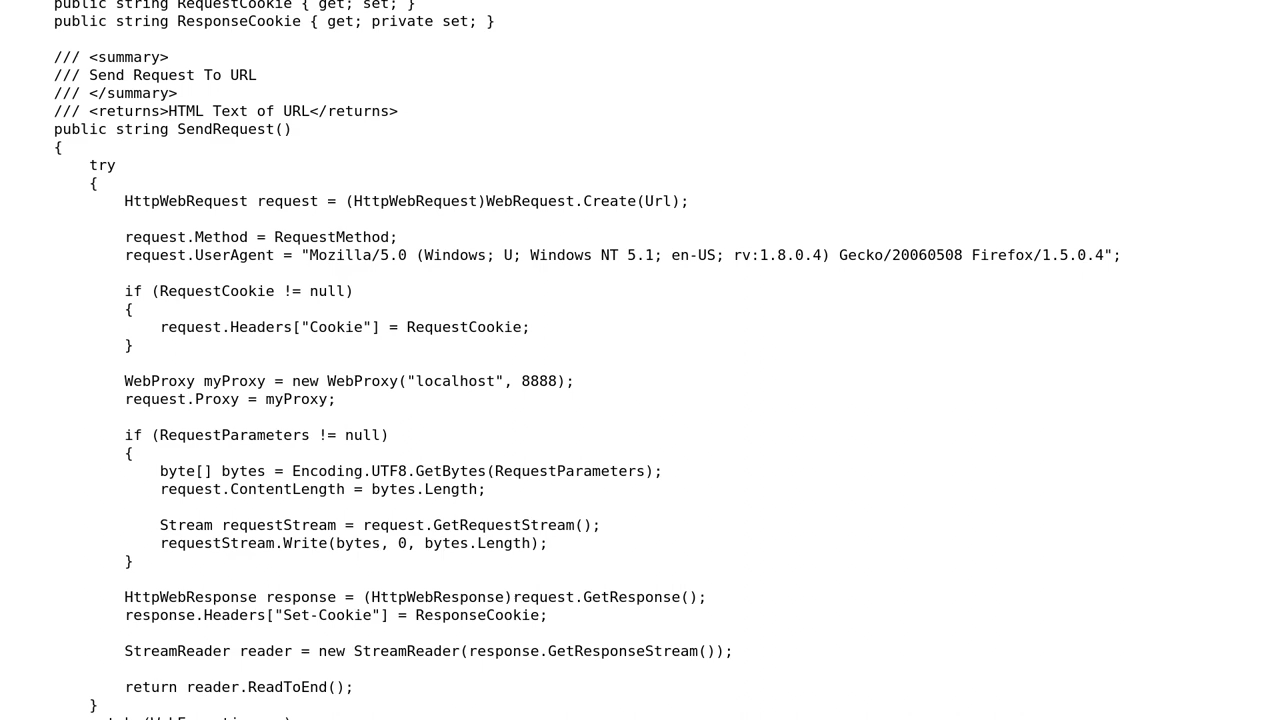 public string RequestCookie { get; set; }
public string ResponseCookie { get; private set; }
/// <summary>
/// Send Request To URL
/// </summary>
/// <returns>HTML Text of URL</returns>
public string SendRequest()
{
try
{
HttpWebRequest request = (HttpWebRequest)WebRequest.Create(Url);
request.Method = RequestMethod;
request.UserAgent = "Mozilla/5.0 (Windows; U; Windows NT 5.1; en-US; rv:1.8.0.4) Gecko/20060508 Firefox/1.5.0.4";
if (RequestCookie != null)
{
request.Headers["Cookie"] = RequestCookie;
}
WebProxy myProxy = new WebProxy("localhost", 8888);
request.Proxy = myProxy;
if (RequestParameters != null)
{
byte[] bytes = Encoding.UTF8.GetBytes(RequestParameters);
request.ContentLength = bytes.Length;
Stream requestStream = request.GetRequestStream();
requestStream.Write(bytes, 0, bytes.Length);
}
HttpWebResponse response = (HttpWebResponse)request.GetResponse();
response.Headers["Set-Cookie"] = ResponseCookie;
StreamReader reader = new StreamReader(response.GetResponseStream());
return reader.ReadToEnd();
}